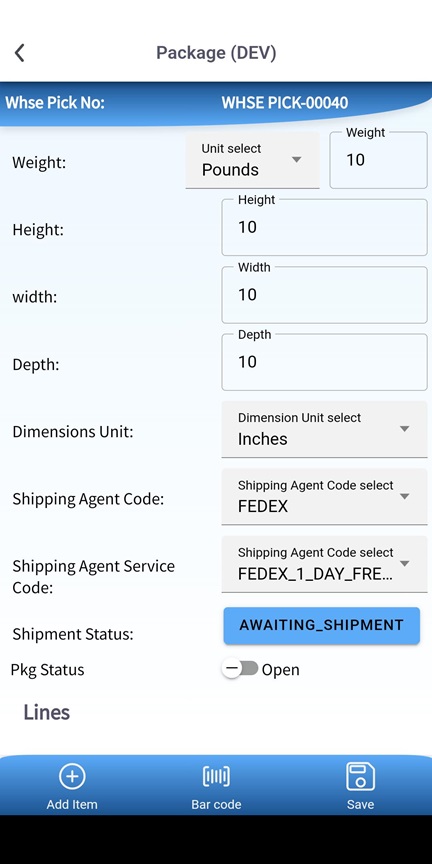 Package (DEV)
Whse Pick No: WHSE PICK-00040
Weight: Unit select Pounds Weight 10
Height: Height 10
width: Width 10
Depth: Depth 10
Dimensions Unit: Dimension Unit select Inches
Shipping Agent Code: Shipping Agent Code select FEDEX
Shipping Agent Service Code: Shipping Agent Code select FEDEX_1_DAY_FRE...
Shipment Status: AWAITING_SHIPMENT
Pkg Status Open
Lines
Add Item Bar code Save